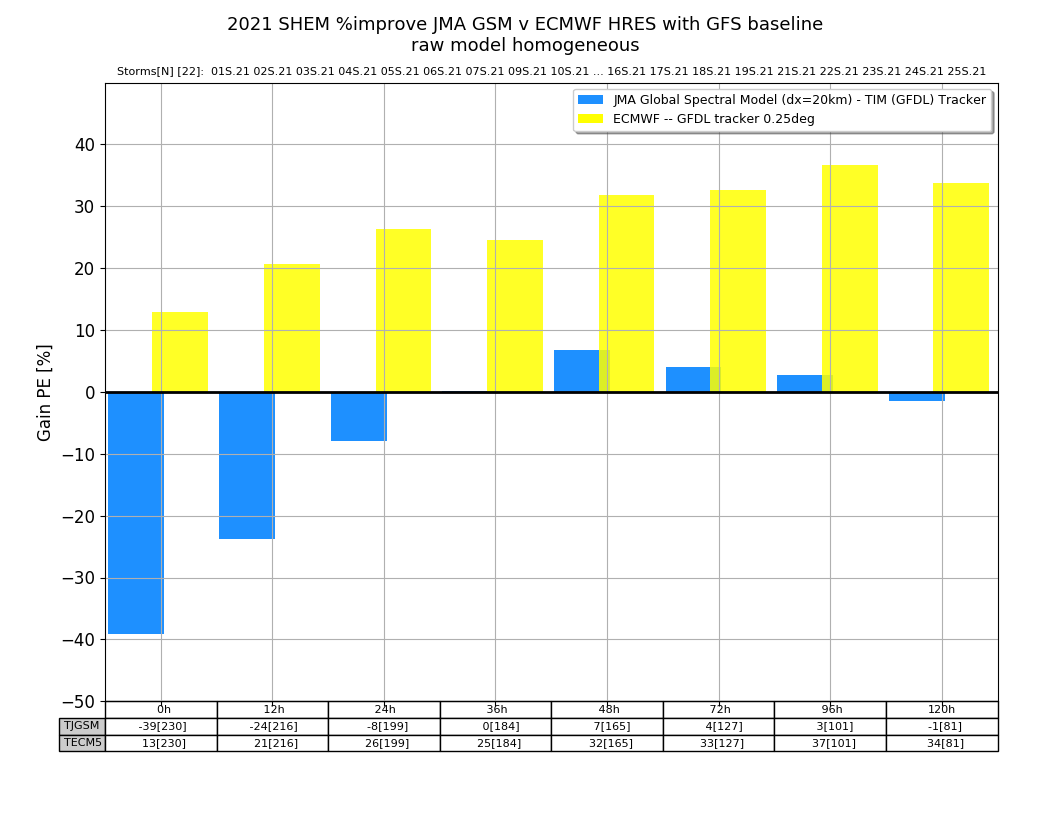 2021 SHEM %improve JMA GSM v ECMWF HRES with GFS baseline
raw model homogeneous
Storms[N] [22]: 01S.21 02S.21 03S.21 04S.21 05S.21 06S.21 07S.21 09S.21 10S.21 ... 16S.21 17S.21 18S.21 19S.21 21S.21 22S.21 23S.21 24S.21 25S.21
JMA Global Spectral Model (dx=20km) - TIM (GFDL) Tracker
ECMWF -- GFDL tracker 0.25deg
Gain PE [%]
40
30
20
10
0
−10
−20
−30
−40
−50
0h 12h 24h 36h 48h 72h 96h 120h
TJGSM -39[230] -24[216] -8[199] 0[184] 7[165] 4[127] 3[101] -1[81]
TECM5 13[230] 21[216] 26[199] 25[184] 32[165] 33[127] 37[101] 34[81]